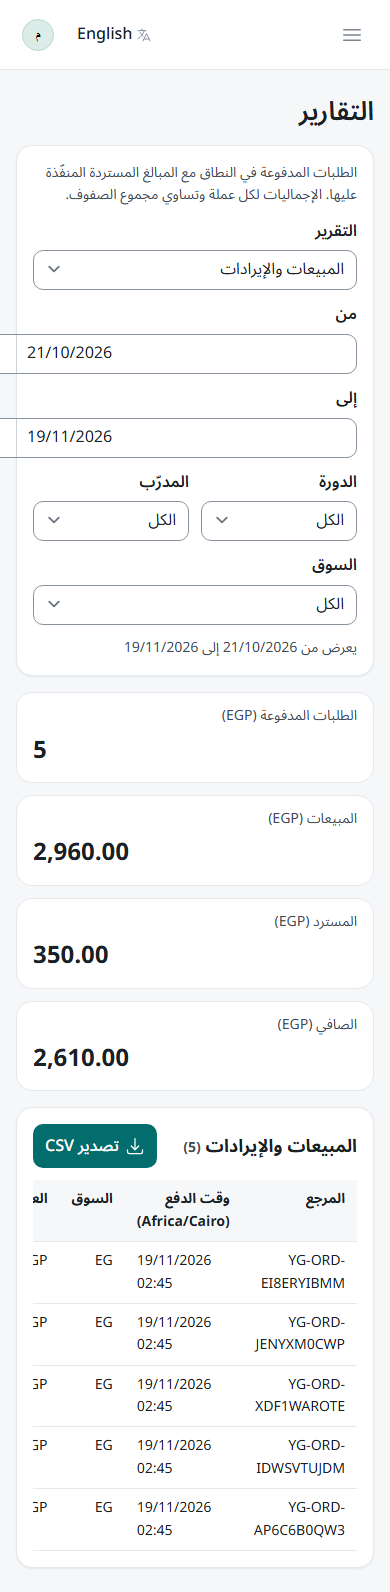 English
م
التقارير
الطلبات المدفوعة في النطاق مع المبالغ المستردة المنفّذة
عليها. الإجماليات لكل عملة وتساوي مجموع الصفوف.
التقرير
المبيعات والإيرادات
من
21/10/2026
إلى
19/11/2026
الدورة
المدرّب
الكل
الكل
السوق
الكل
يعرض من 21/10/2026 إلى 19/11/2026
الطلبات المدفوعة (EGP)
5
المبيعات (EGP)
2,960.00
المسترد (EGP)
350.00
الصافي (EGP)
2,610.00
المبيعات والإيرادات (5)
تصدير CSV
المرجع
وقت الدفع
(Africa/Cairo)
السوق
YG-ORD-
EI8ERYIBMM
19/11/2026
02:45
EG
GP
YG-ORD-
JENYXM0CWP
19/11/2026
02:45
EG
GP
YG-ORD-
XDF1WAROTE
19/11/2026
02:45
EG
GP
YG-ORD-
IDWSVTUJDM
19/11/2026
02:45
EG
GP
YG-ORD-
AP6C6B0QW3
19/11/2026
02:45
EG
GP